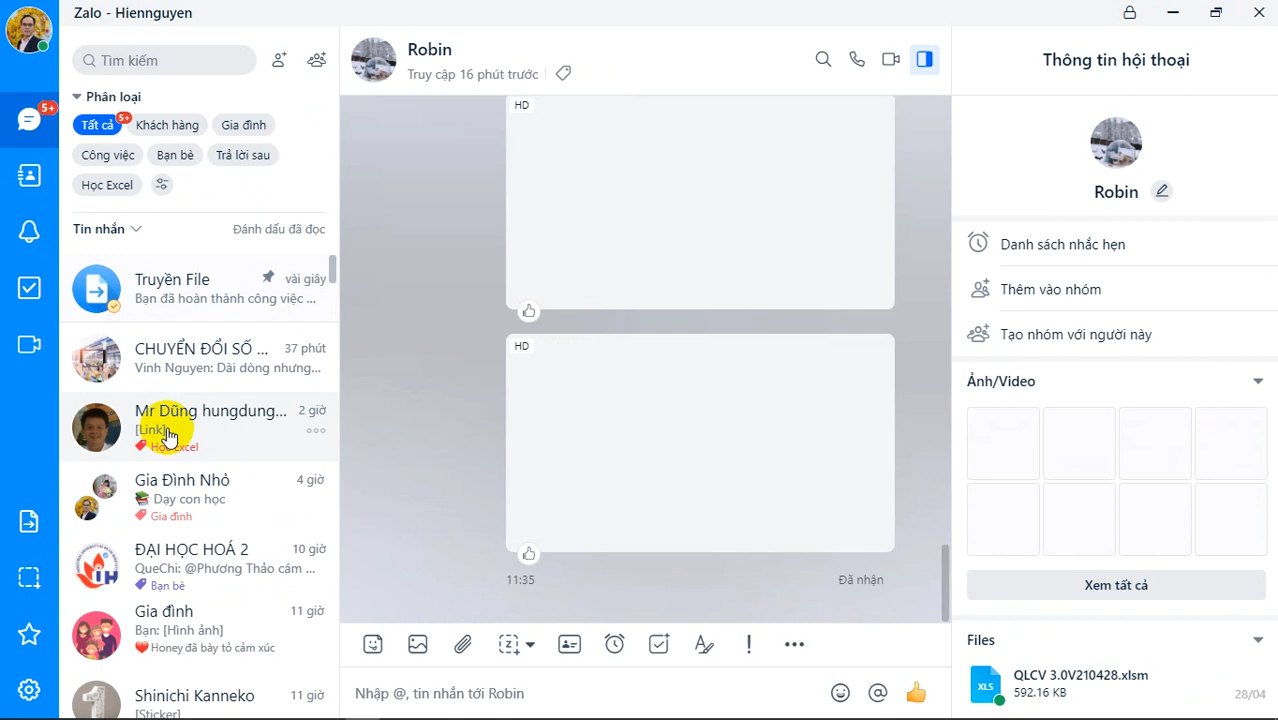 Zalo - Hiennguyen
Tìm kiếm
Phân loại
5+
Tất cả
5+
Khách hàng
Gia đình
Công việc
Bạn bè
Trả lời sau
Học Excel
Tin nhắn
Đánh dấu đã đọc
Truyền File
vài giây
Bạn đã hoàn thành công việc ...
CHUYỂN ĐỔI SỐ ...
37 phút
Vinh Nguyen: Dài dòng nhưng...
Mr Dũng hungdung...
2 giờ
[Link]
Học Excel
Gia Đình Nhỏ
4 giờ
Dạy con học
Gia đình
ĐẠI HỌC HOÁ 2
10 giờ
QueChi: @Phương Thảo cám ...
Bạn bè
Gia đình
11 giờ
Bạn: [Hình ảnh]
Honey đã bày tỏ cảm xúc
Shinichi Kanneko
11 giờ
[Sticker]
Robin
Truy cập 16 phút trước
HD
HD
11:35
Đã nhận
Nhập @, tin nhắn tới Robin
Thông tin hội thoại
Robin
Danh sách nhắc hẹn
Thêm vào nhóm
Tạo nhóm với người này
Ảnh/Video
Xem tất cả
Files
XLS
QLCV 3.0V210428.xlsm
592.16 KB
28/04